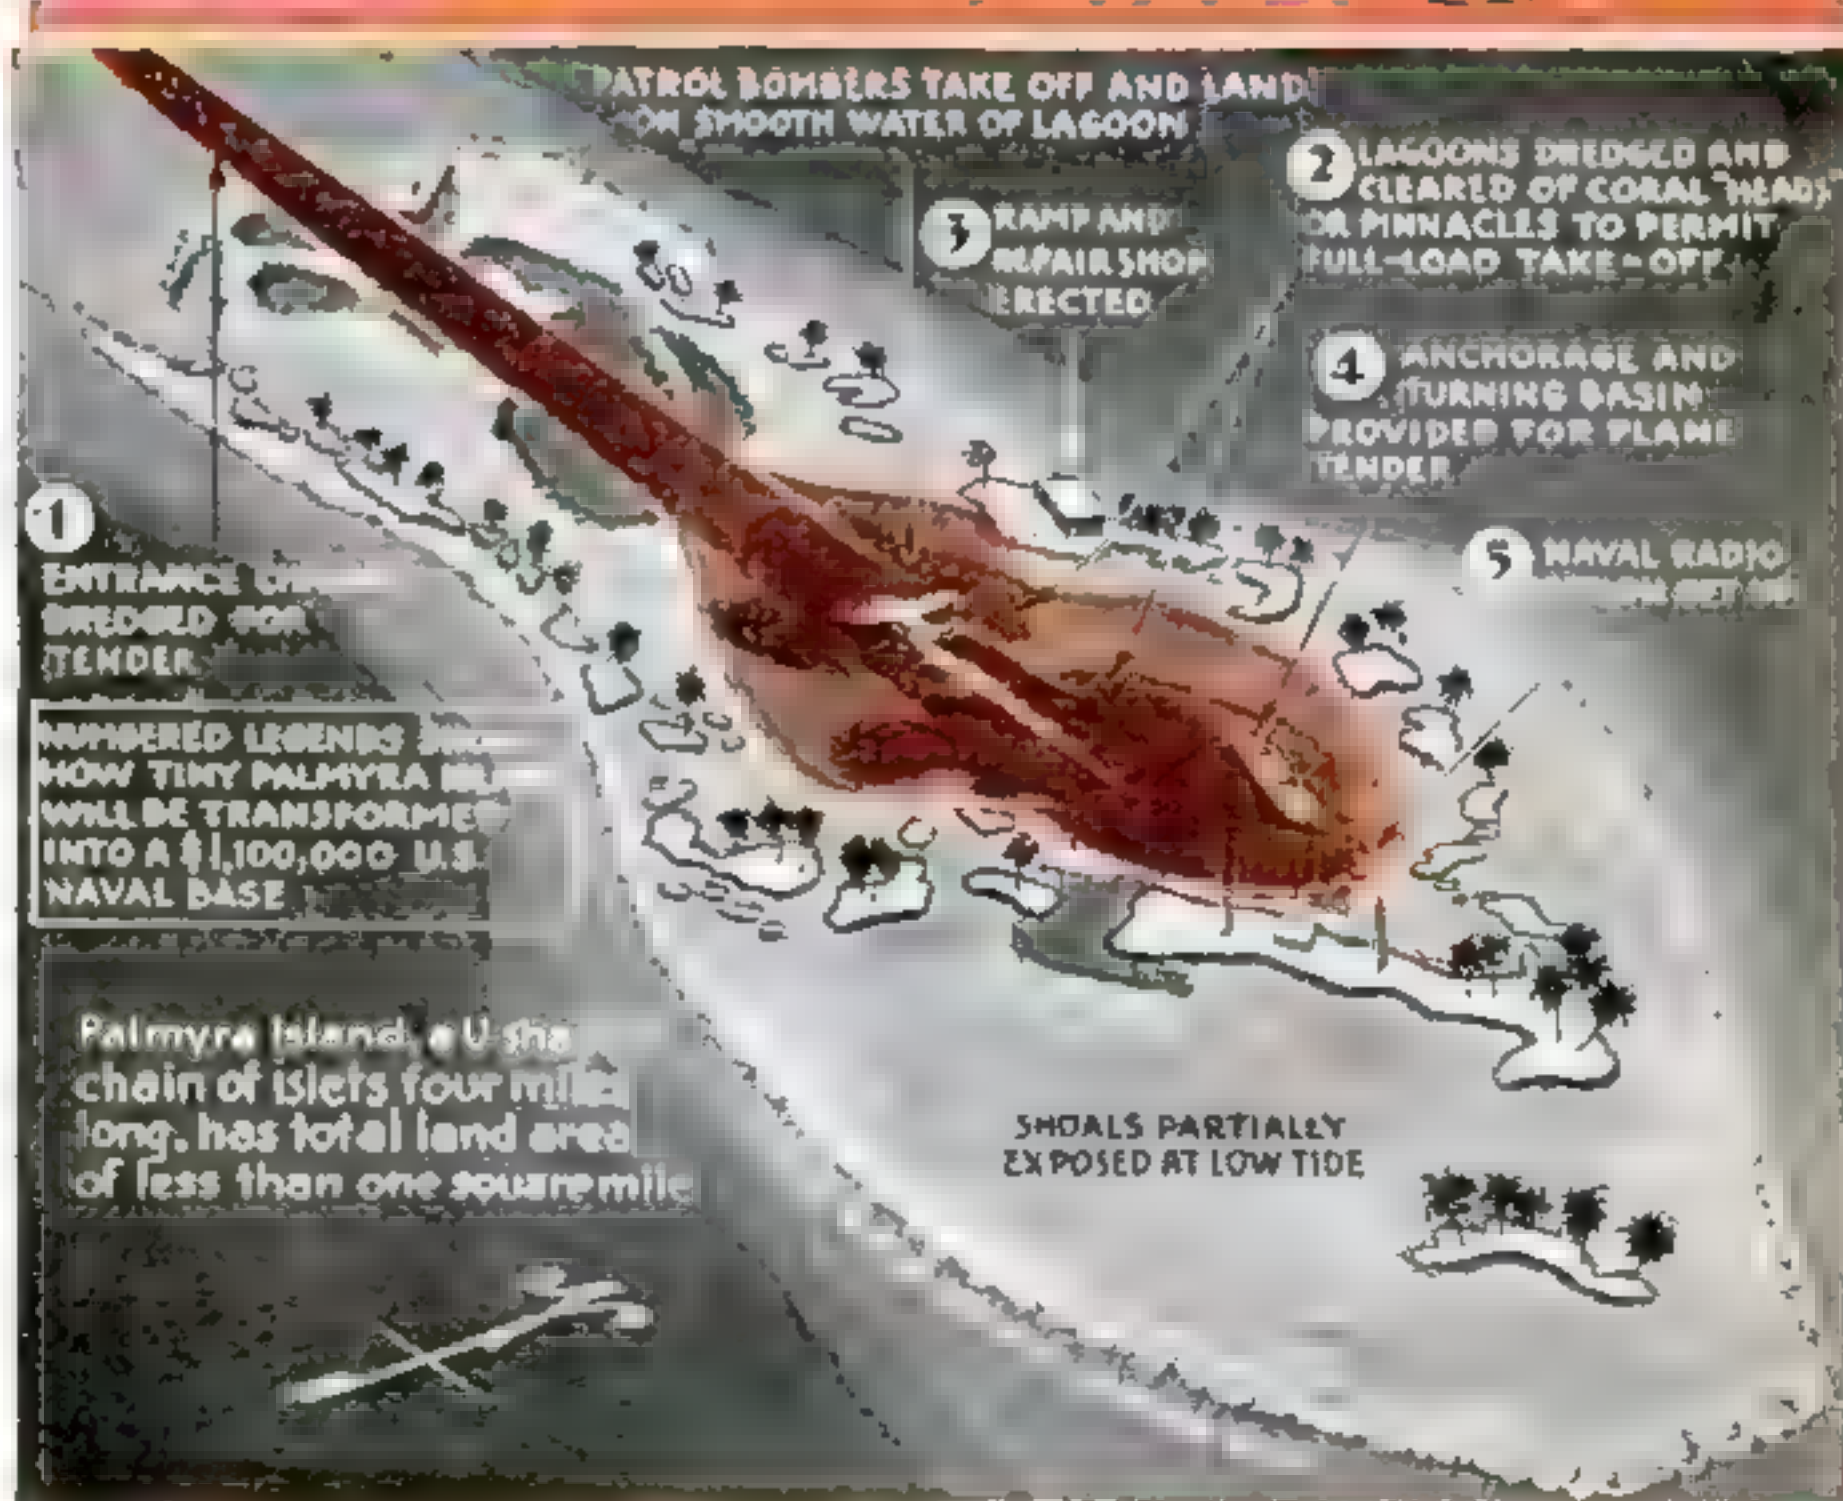 PATROL BOMBERS TAKE OFF AND LAND
ON SMOOTH WATER OF LAGOON
2 LAGOONS DREDGED AND
CLEARED OF CORAL "HEADS"
OR PINNACLES TO PERMIT
FULL-LOAD TAKE-OFF
3 RAMP AND
REPAIR SHOP
ERECTED
4 ANCHORAGE AND
TURNING BASIN
PROVIDED FOR PLANE
TENDER
5 NAVAL RADIO
1
ENTRANCE
DREDGED FOR
TENDER
NUMBERED LEGENDS
HOW TINY PALMYRA
WILL BE TRANSFORME
INTO A $1,100,000 U.S.
NAVAL BASE
Palmyra Island, a U-sha
chain of islets four mile
long, has total land area
of less than one square mile
SHOALS PARTIALLY
EXPOSED AT LOW TIDE